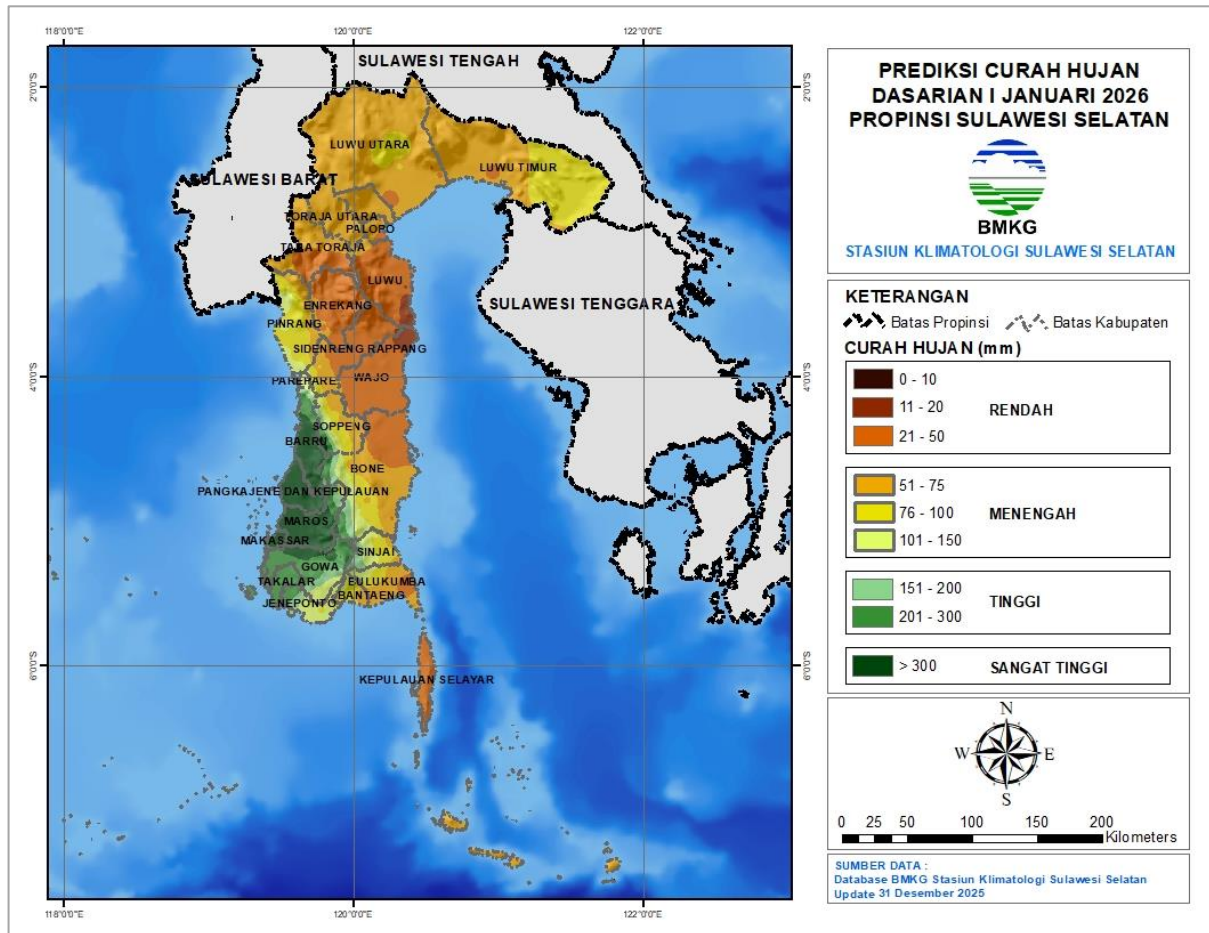 118°0'0"E
120°0'0"E
122°0'0"E
2°0'0"S
2°0'0"S
4°0'0"S
4°0'0"S
6°0'0"S
6°0'0"S
118°0'0"E
120°0'0"E
122°0'0"E
SULAWESI TENGAH
LUWU UTARA
LUWU TIMUR
SULAWESI BARAT
TORAJA UTARA
PALOPO
TANA TORAJA
LUWU
ENREKANG
SULAWESI TENGGARA
PINRANG
SIDENRENG RAPPANG
PAREPARE
WAJO
SOPPENG
BARRU
BONE
PANGKAJENE DAN KEPULAUAN
MAROS
MAKASSAR
SINJAI
GOWA
TAKALAR
BULUKUMBA
BANTAENG
JENEPONTO
KEPULAUAN SELAYAR
PREDIKSI CURAH HUJAN
DASARIAN I JANUARI 2026
PROPINSI SULAWESI SELATAN
BMKG
STASIUN KLIMATOLOGI SULAWESI SELATAN
KETERANGAN
Batas Propinsi
Batas Kabupaten
CURAH HUJAN (mm)
0 - 10
11 - 20
RENDAH
21 - 50
51 - 75
76 - 100
MENENGAH
101 - 150
151 - 200
TINGGI
201 - 300
> 300
SANGAT TINGGI
N
W
E
S
0 25 50 100 150 200
Kilometers
SUMBER DATA :
Database BMKG Stasiun Klimatologi Sulawesi Selatan
Update 31 Desember 2025